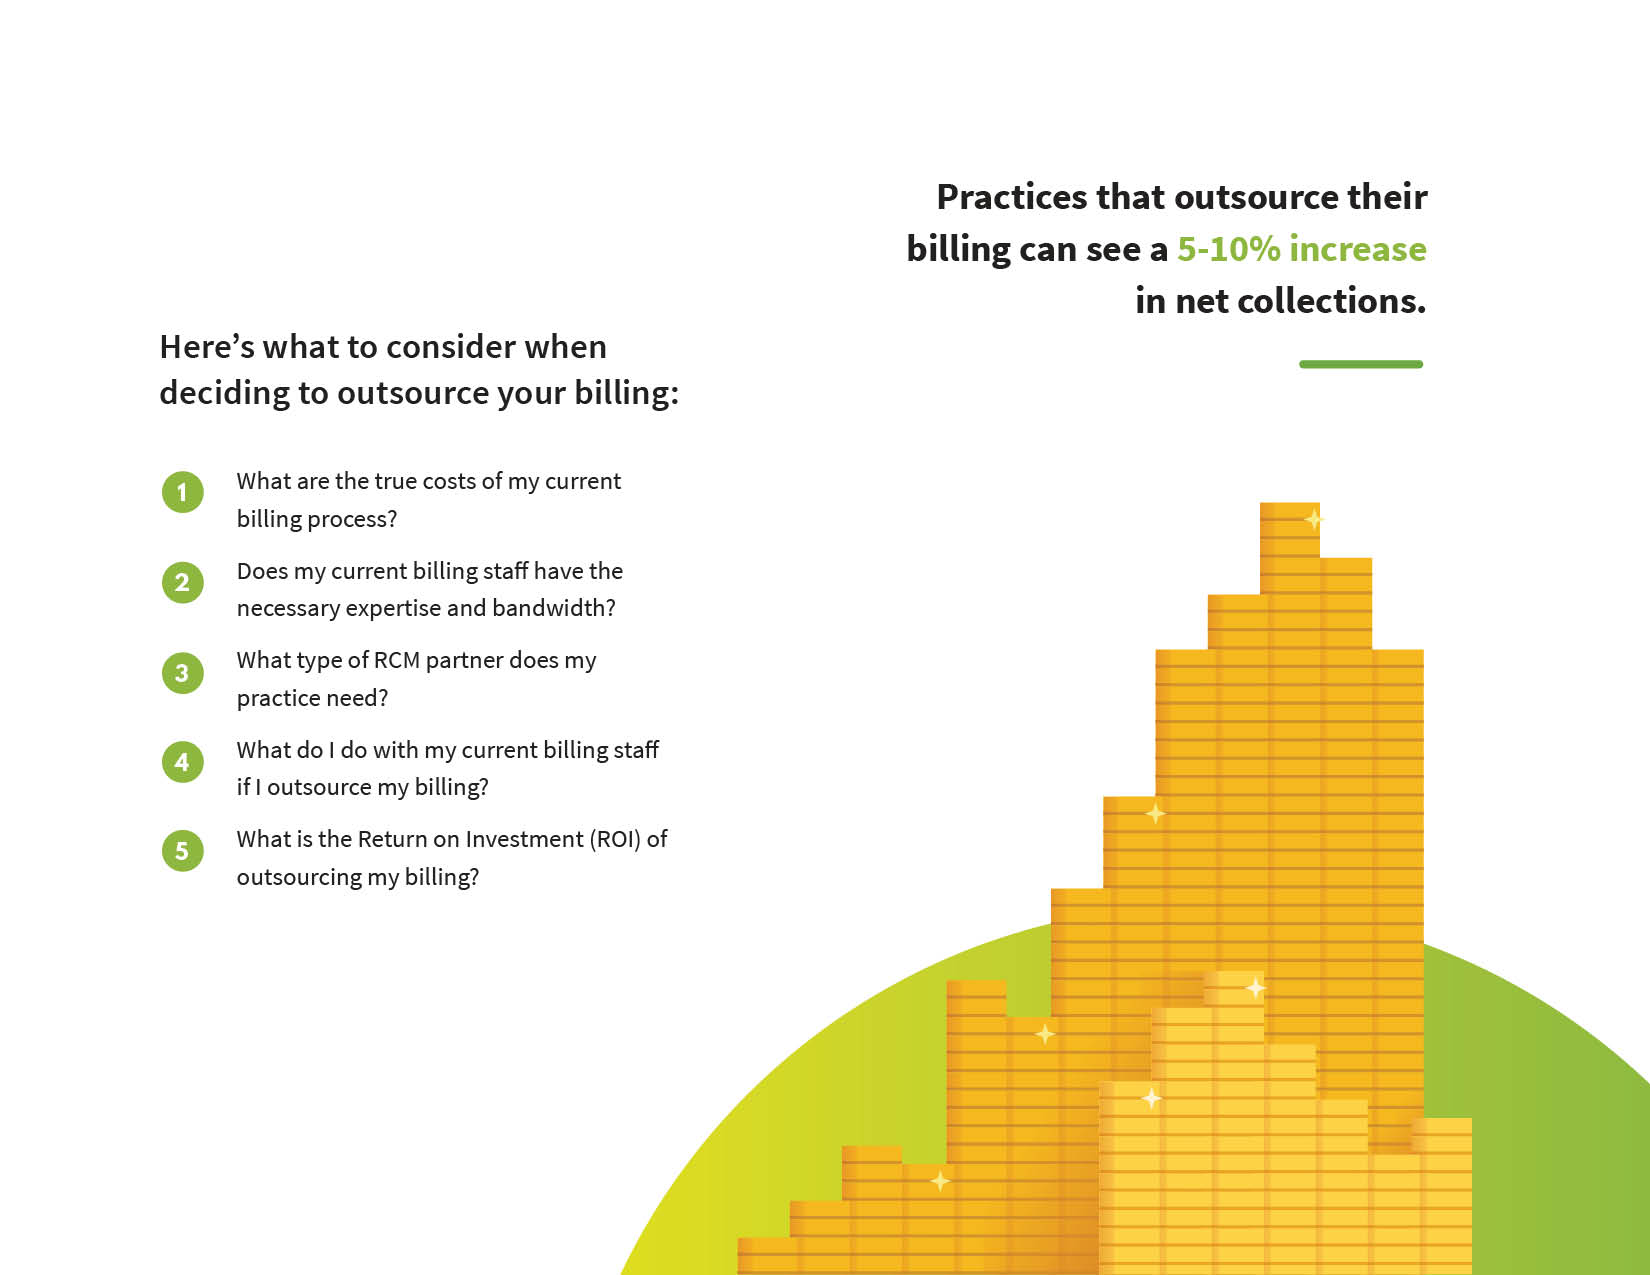 Practices that outsource their
billing can see a 5-10% increase
in net collections.
Here’s what to consider when
deciding to outsource your billing:
1 What are the true costs of my current
billing process?
2 Does my current billing staff have the
necessary expertise and bandwidth?
3 What type of RCM partner does my
practice need?
4 What do I do with my current billing staff
if I outsource my billing?
5 What is the Return on Investment (ROI) of
outsourcing my billing?